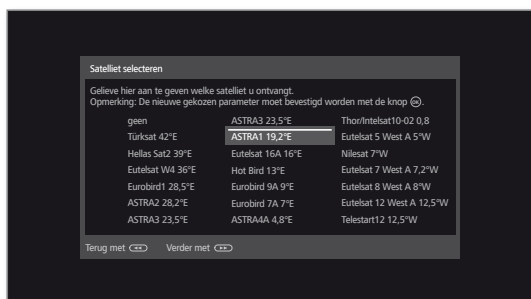 Satelliet selecteren
Gelieve hier aan te geven welke satelliet u ontvangt.
Opmerking: De nieuwe gekozen parameter moet bevestigd worden met de knop OK.
geen ASTRA3 23,5°E Thor/Intelsat10-02 0,8
Türksat 42°E ASTRA1 19,2°E Eutelsat 5 West A 5°W
Hellas Sat2 39°E Eutelsat 16A 16°E Nilesat 7°W
Eutelsat W4 36°E Hot Bird 13°E Eutelsat 7 West A 7,2°W
Eurobird1 28,5°E Eurobird 9A 9°E Eutelsat 8 West A 8°W
ASTRA2 28,2°E Eurobird 7A 7°E Eutelsat 12 West A 12,5°W
ASTRA3 23,5°E ASTRA4A 4,8°E Telestart12 12,5°W
Terug met Verder met